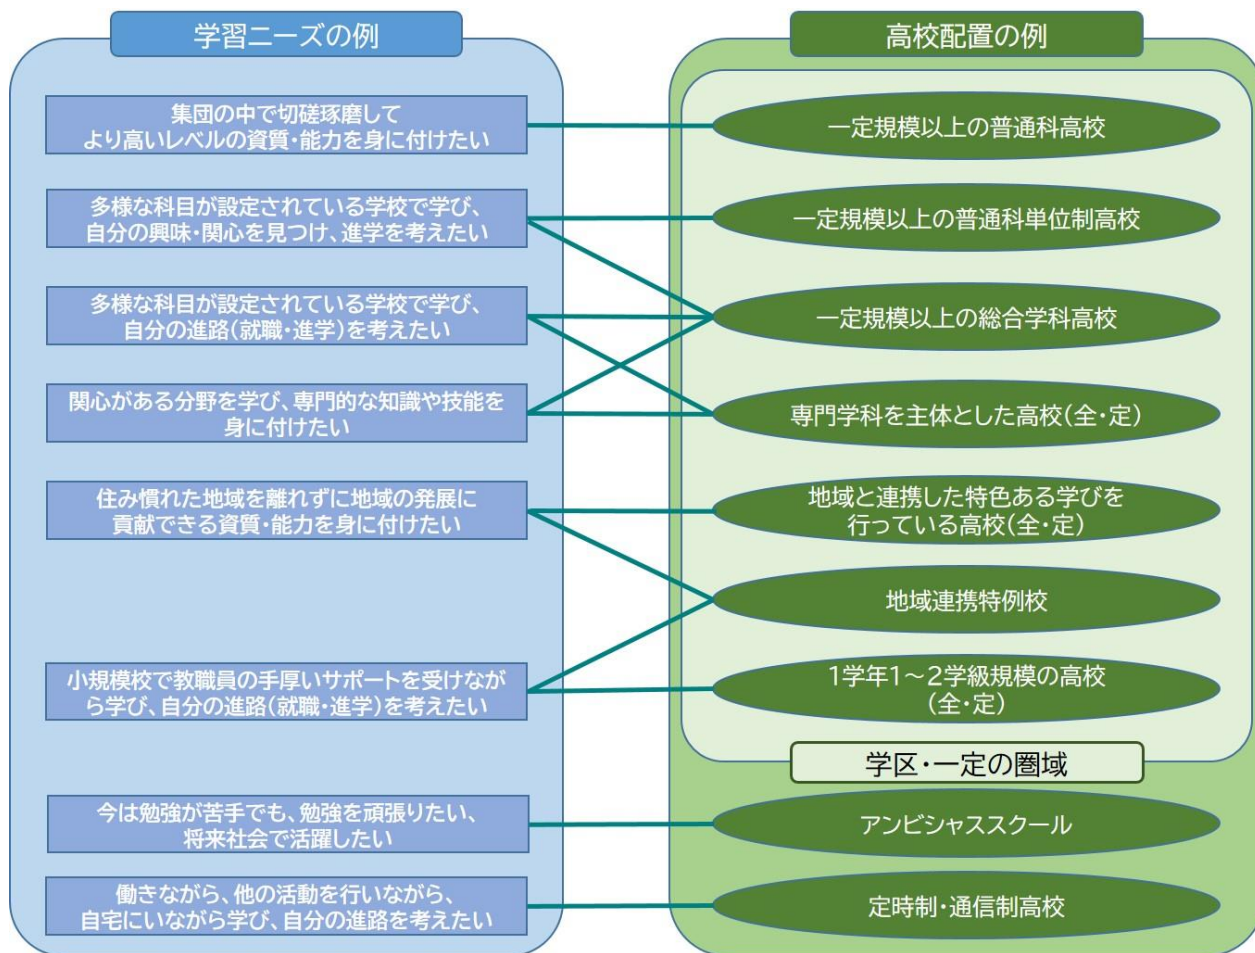 学習ニーズの例
集団の中で切磋琢磨して
より高いレベルの資質・能力を身に付けたい
多様な科目が設定されている学校で学び、
自分の興味・関心を見つけ、進学を考えたい
多様な科目が設定されている学校で学び、
自分の進路(就職・進学)を考えたい
関心がある分野を学び、専門的な知識や技能を
身に付けたい
住み慣れた地域を離れずに地域の発展に
貢献できる資質・能力を身に付けたい
小規模校で教職員の手厚いサポートを受けなが
ら学び、自分の進路(就職・進学)を考えたい
今は勉強が苦手でも、勉強を頑張りたい、
将来社会で活躍したい
働きながら、他の活動を行いながら、
自宅にいながら学び、自分の進路を考えたい
高校配置の例
一定規模以上の普通科高校
一定規模以上の普通科単位制高校
一定規模以上の総合学科高校
専門学科を主体とした高校(全・定)
地域と連携した特色ある学びを
行っている高校(全・定)
地域連携特例校
1学年1～2学級規模の高校
(全・定)
学区・一定の圏域
アンビシャススクール
定時制・通信制高校